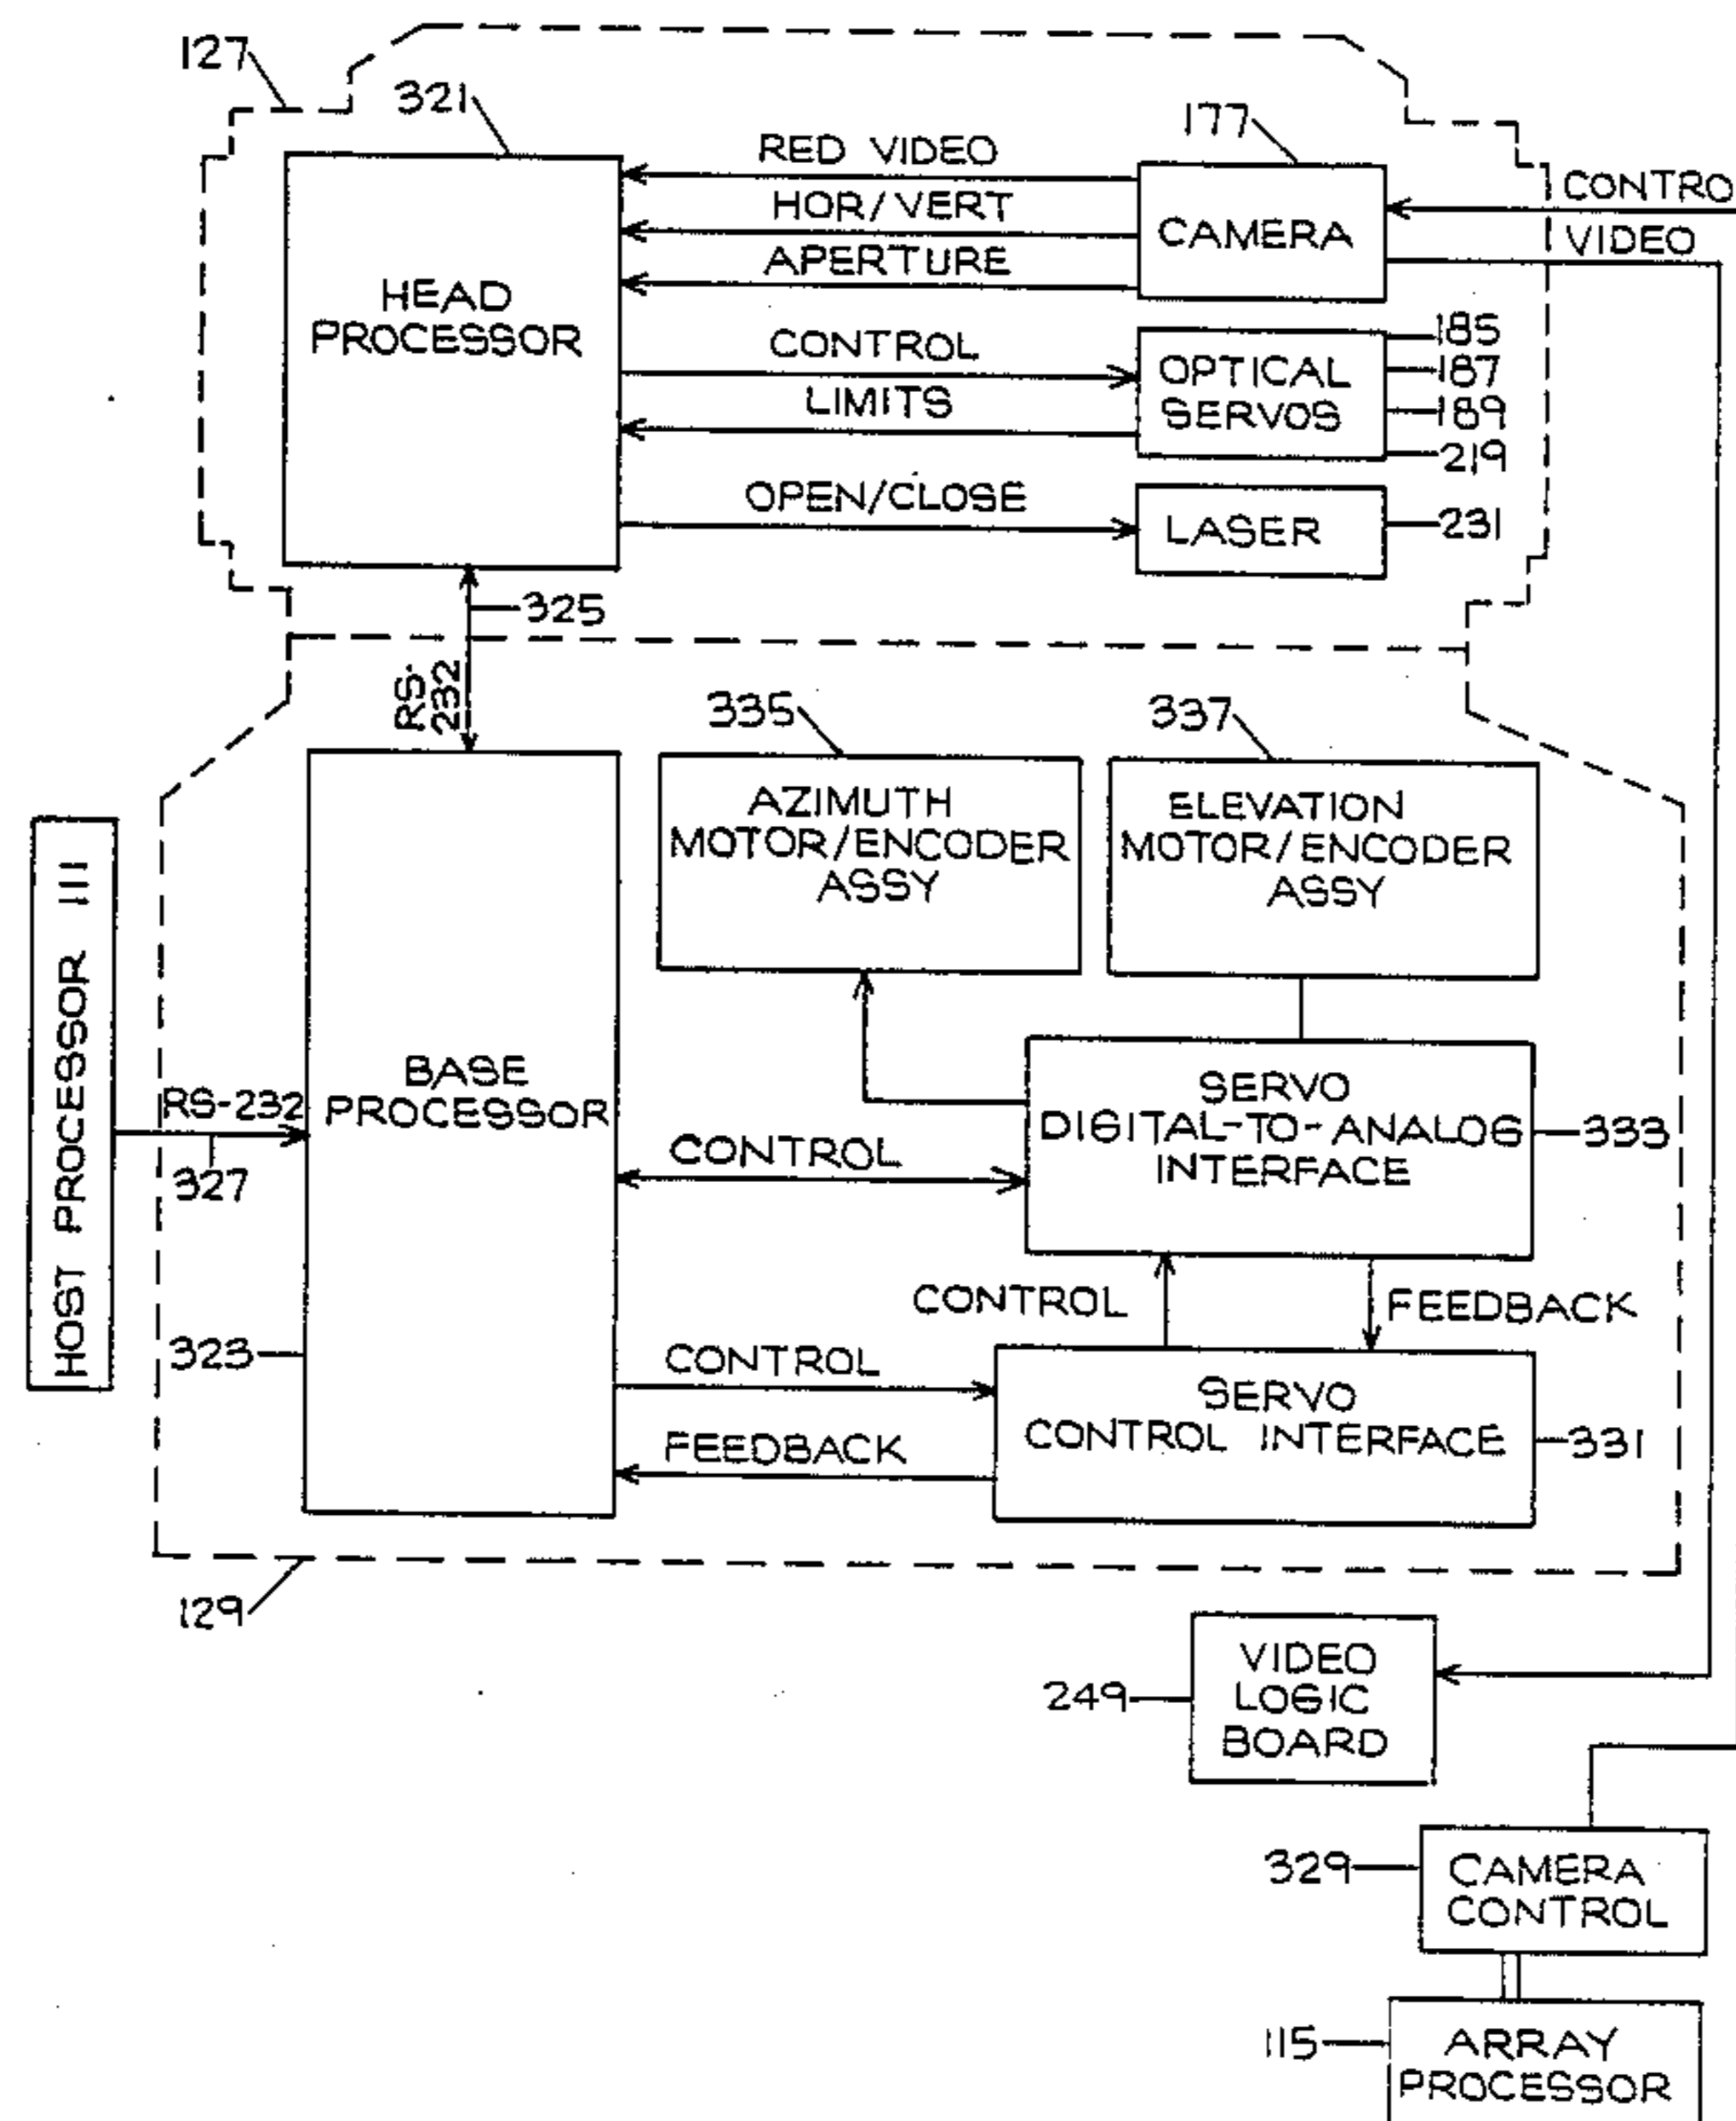 127
321
177
RED VIDEO
HOR/VERT
APERTURE
CAMERA
CONTRO
VIDEO
HEAD
PROCESSOR
CONTROL
LIMITS
OPTICAL
SERVOS
185
187
189
219
OPEN/CLOSE
LASER
231
325
RS-
232
335
337
AZIMUTH
MOTOR/ENCODER
ASSY
ELEVATION
MOTOR/ENCODER
ASSY
HOST PROCESSOR 111
RS-232
327
BASE
PROCESSOR
CONTROL
SERVO
DIGITAL-TO-ANALOG
INTERFACE
333
CONTROL
FEEDBACK
323
CONTROL
FEEDBACK
SERVO
CONTROL INTERFACE
331
129
249
VIDEO
LOGIC
BOARD
329
CAMERA
CONTROL
115
ARRAY
PROCESSOR